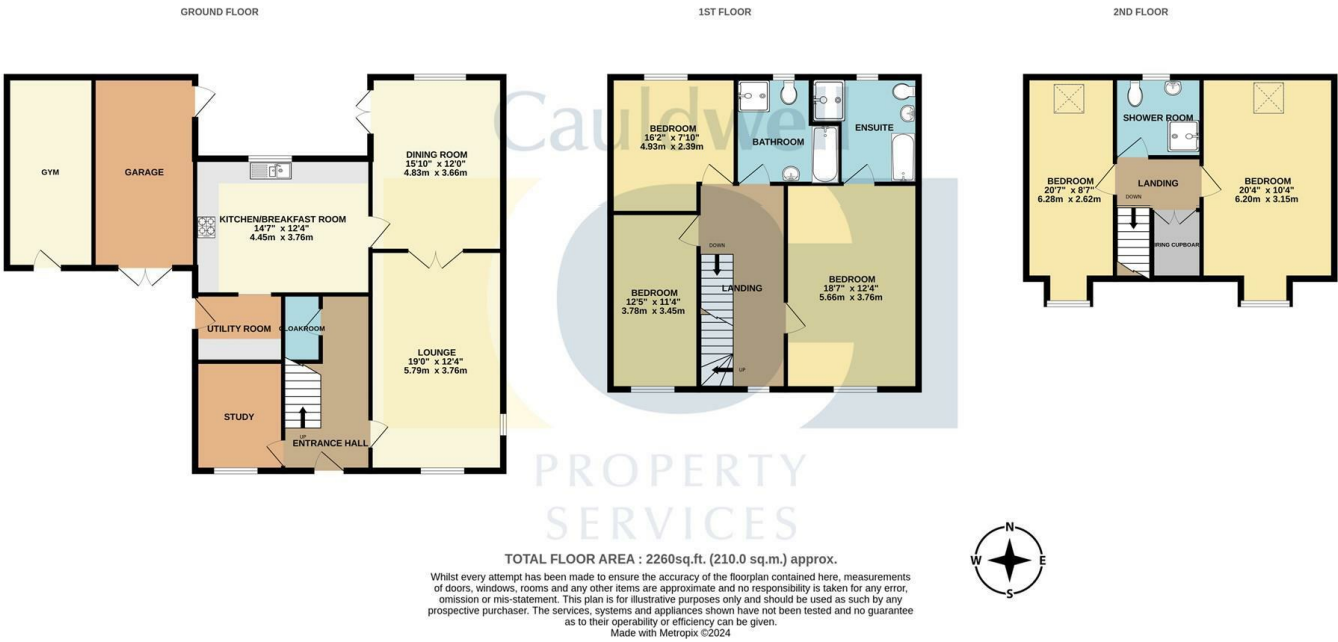 GROUND FLOOR
1ST FLOOR
2ND FLOOR
GYM
GARAGE
DINING ROOM
15'10" x 12'0"
4.83m x 3.66m
KITCHEN/BREAKFAST ROOM
14'7" x 12'4"
4.45m x 3.76m
UTILITY ROOM
CLOAKROOM
LOUNGE
19'0" x 12'4"
5.79m x 3.76m
STUDY
UP
ENTRANCE HALL
BEDROOM
16'2" x 7'10"
4.93m x 2.39m
BATHROOM
ENSUITE
DOWN
LANDING
BEDROOM
12'5" x 11'4"
3.78m x 3.45m
BEDROOM
18'7" x 12'4"
5.66m x 3.76m
UP
SHOWER ROOM
BEDROOM
20'7" x 8'7"
6.28m x 2.62m
LANDING
DOWN
BEDROOM
20'4" x 10'4"
6.20m x 3.15m
IRING CUPBOAR
Cauldwell
PROPERTY
SERVICES
N
W
E
S
TOTAL FLOOR AREA : 2260sq.ft. (210.0 sq.m.) approx.
Whilst every attempt has been made to ensure the accuracy of the floorplan contained here, measurements
of doors, windows, rooms and any other items are approximate and no responsibility is taken for any error,
omission or mis-statement. This plan is for illustrative purposes only and should be used as such by any
prospective purchaser. The services, systems and appliances shown have not been tested and no guarantee
as to their operability or efficiency can be given.
Made with Metropix ©2024